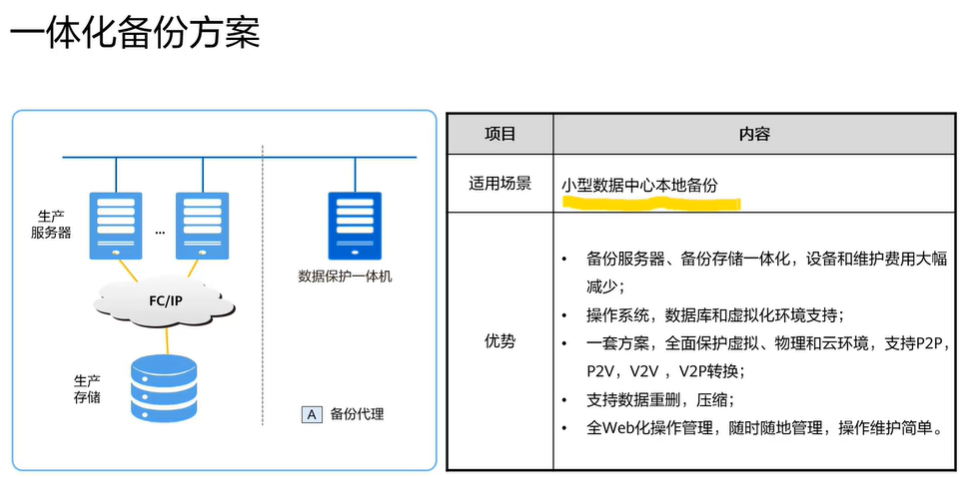 一体化备份方案
生产
服务器
...
数据保护一体机
FC/IP
生产
存储
A 备份代理
项目 内容
适用场景 小型数据中心本地备份
优势
• 备份服务器、备份存储一体化，设备和维护费用大幅
减少；
• 操作系统，数据库和虚拟化环境支持；
• 一套方案，全面保护虚拟、物理和云环境，支持P2P，
P2V，V2V ，V2P转换；
• 支持数据重删，压缩；
• 全Web化操作管理，随时随地管理，操作维护简单。